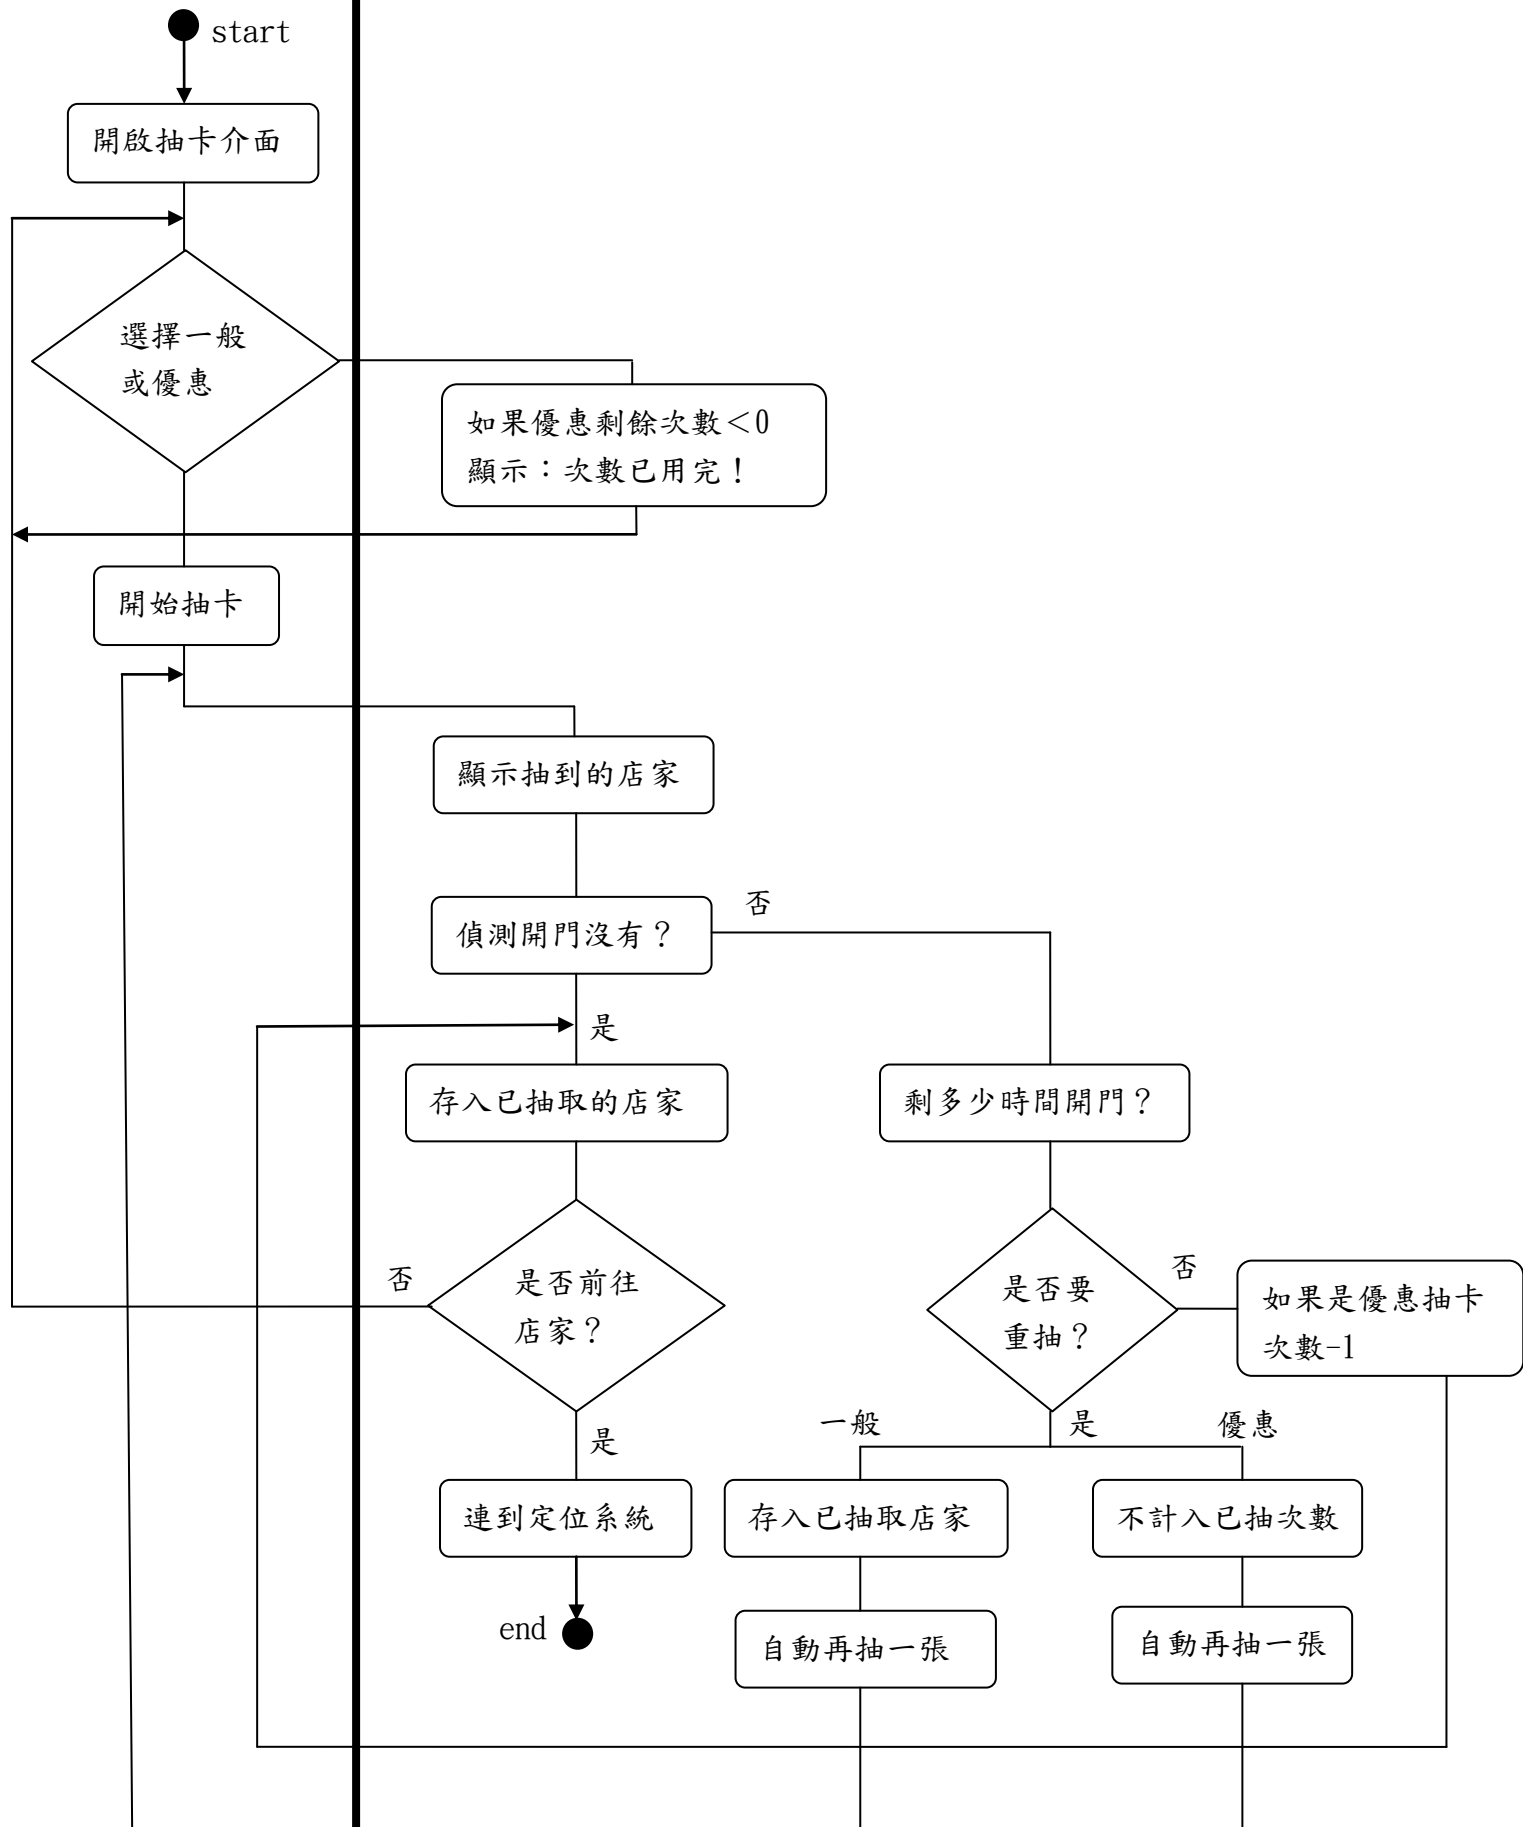 start
開啟抽卡介面
選擇一般
或優惠
如果優惠剩餘次數<0
顯示：次數已用完！
開始抽卡
顯示抽到的店家
偵測開門沒有？
否
是
存入已抽取的店家
剩多少時間開門？
否
是否前往
店家？
是否要
重抽？
否
如果是優惠抽卡
次數-1
是
一般
是
優惠
連到定位系統
存入已抽取店家
不計入已抽次數
end
自動再抽一張
自動再抽一張